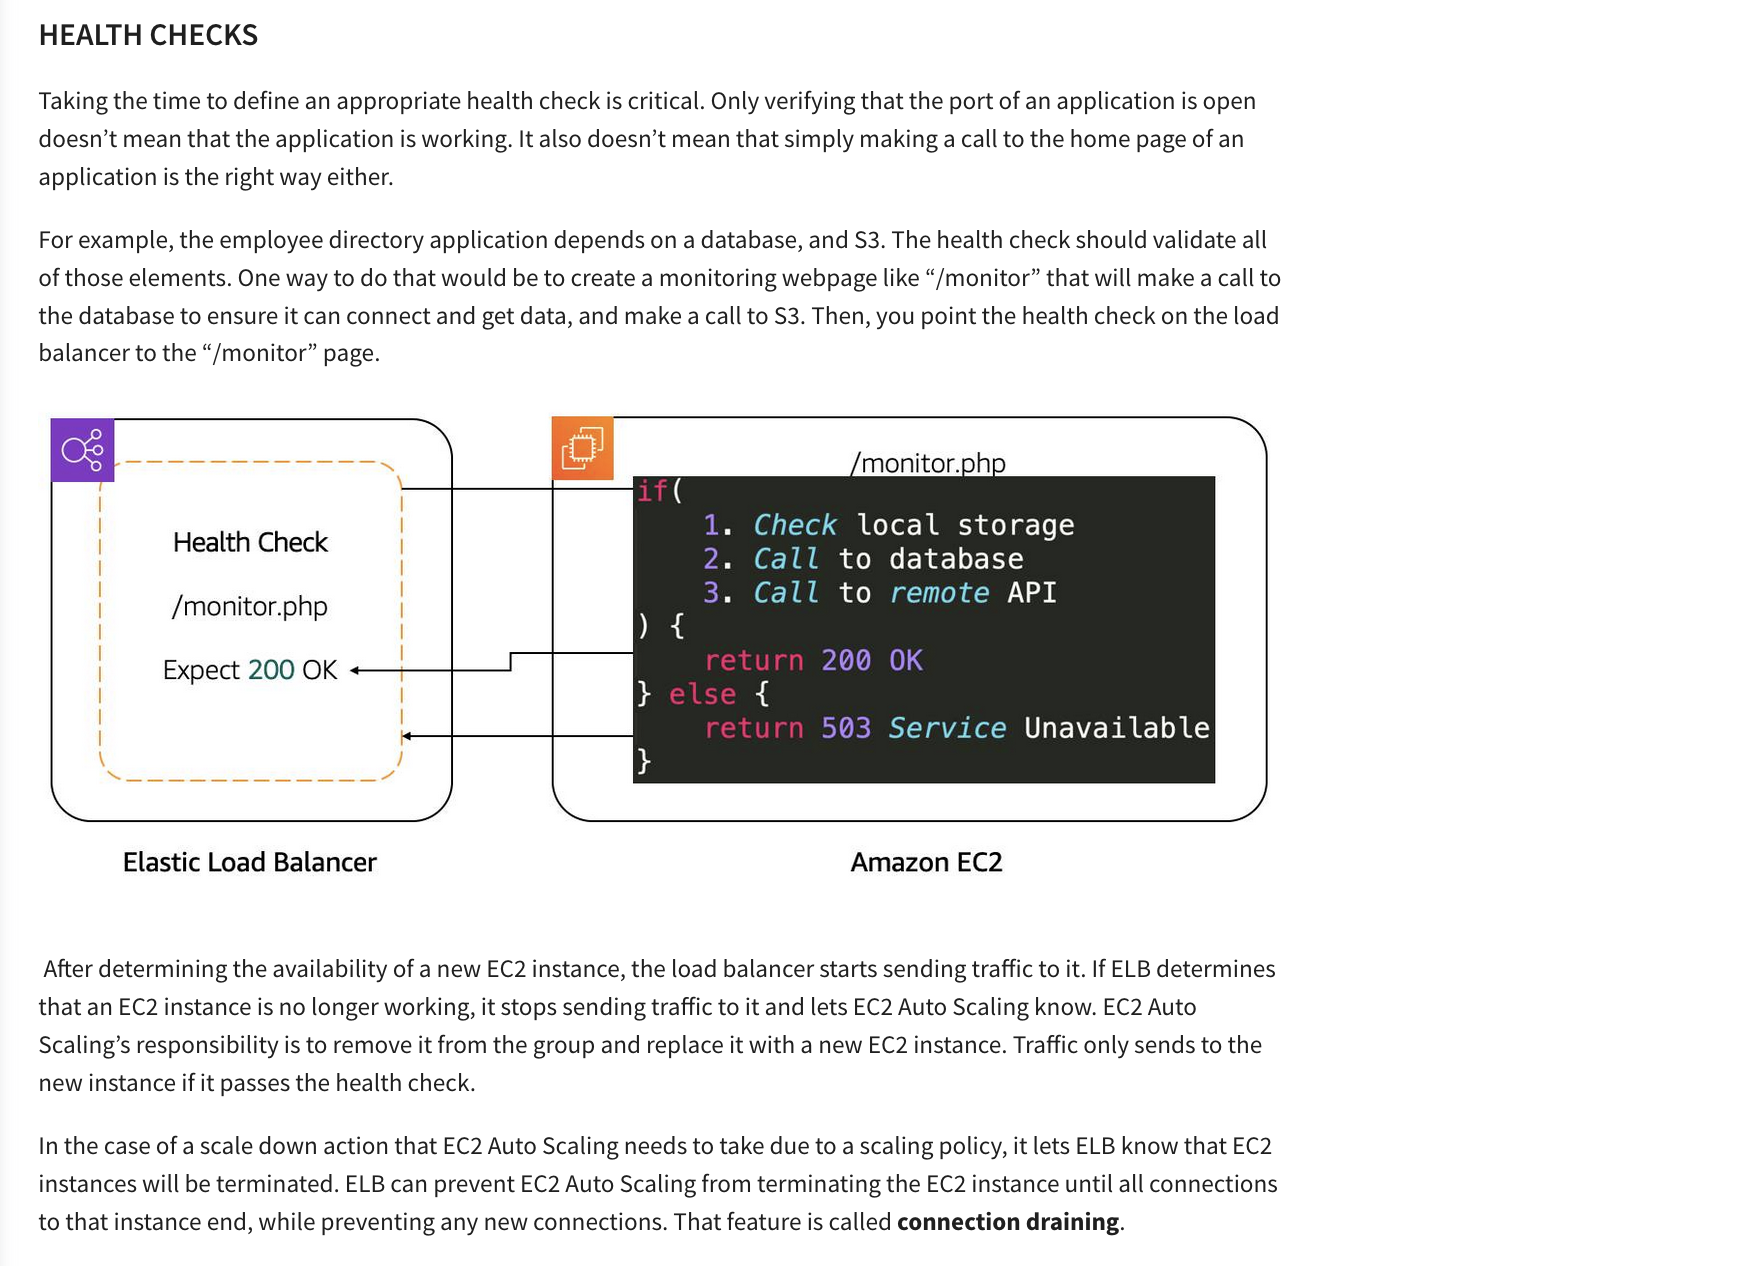 HEALTH CHECKS
Taking the time to define an appropriate health check is critical. Only verifying that the port of an application is open
doesn’t mean that the application is working. It also doesn’t mean that simply making a call to the home page of an
application is the right way either.
For example, the employee directory application depends on a database, and S3. The health check should validate all
of those elements. One way to do that would be to create a monitoring webpage like “/monitor” that will make a call to
the database to ensure it can connect and get data, and make a call to S3. Then, you point the health check on the load
balancer to the “/monitor” page.
Health Check
/monitor.php
Expect 200 OK
Elastic Load Balancer
/monitor.php
if(
1. Check local storage
2. Call to database
3. Call to remote API
) {
return 200 OK
} else {
return 503 Service Unavailable
}
Amazon EC2
After determining the availability of a new EC2 instance, the load balancer starts sending traffic to it. If ELB determines
that an EC2 instance is no longer working, it stops sending traffic to it and lets EC2 Auto Scaling know. EC2 Auto
Scaling’s responsibility is to remove it from the group and replace it with a new EC2 instance. Traffic only sends to the
new instance if it passes the health check.
In the case of a scale down action that EC2 Auto Scaling needs to take due to a scaling policy, it lets ELB know that EC2
instances will be terminated. ELB can prevent EC2 Auto Scaling from terminating the EC2 instance until all connections
to that instance end, while preventing any new connections. That feature is called connection draining.